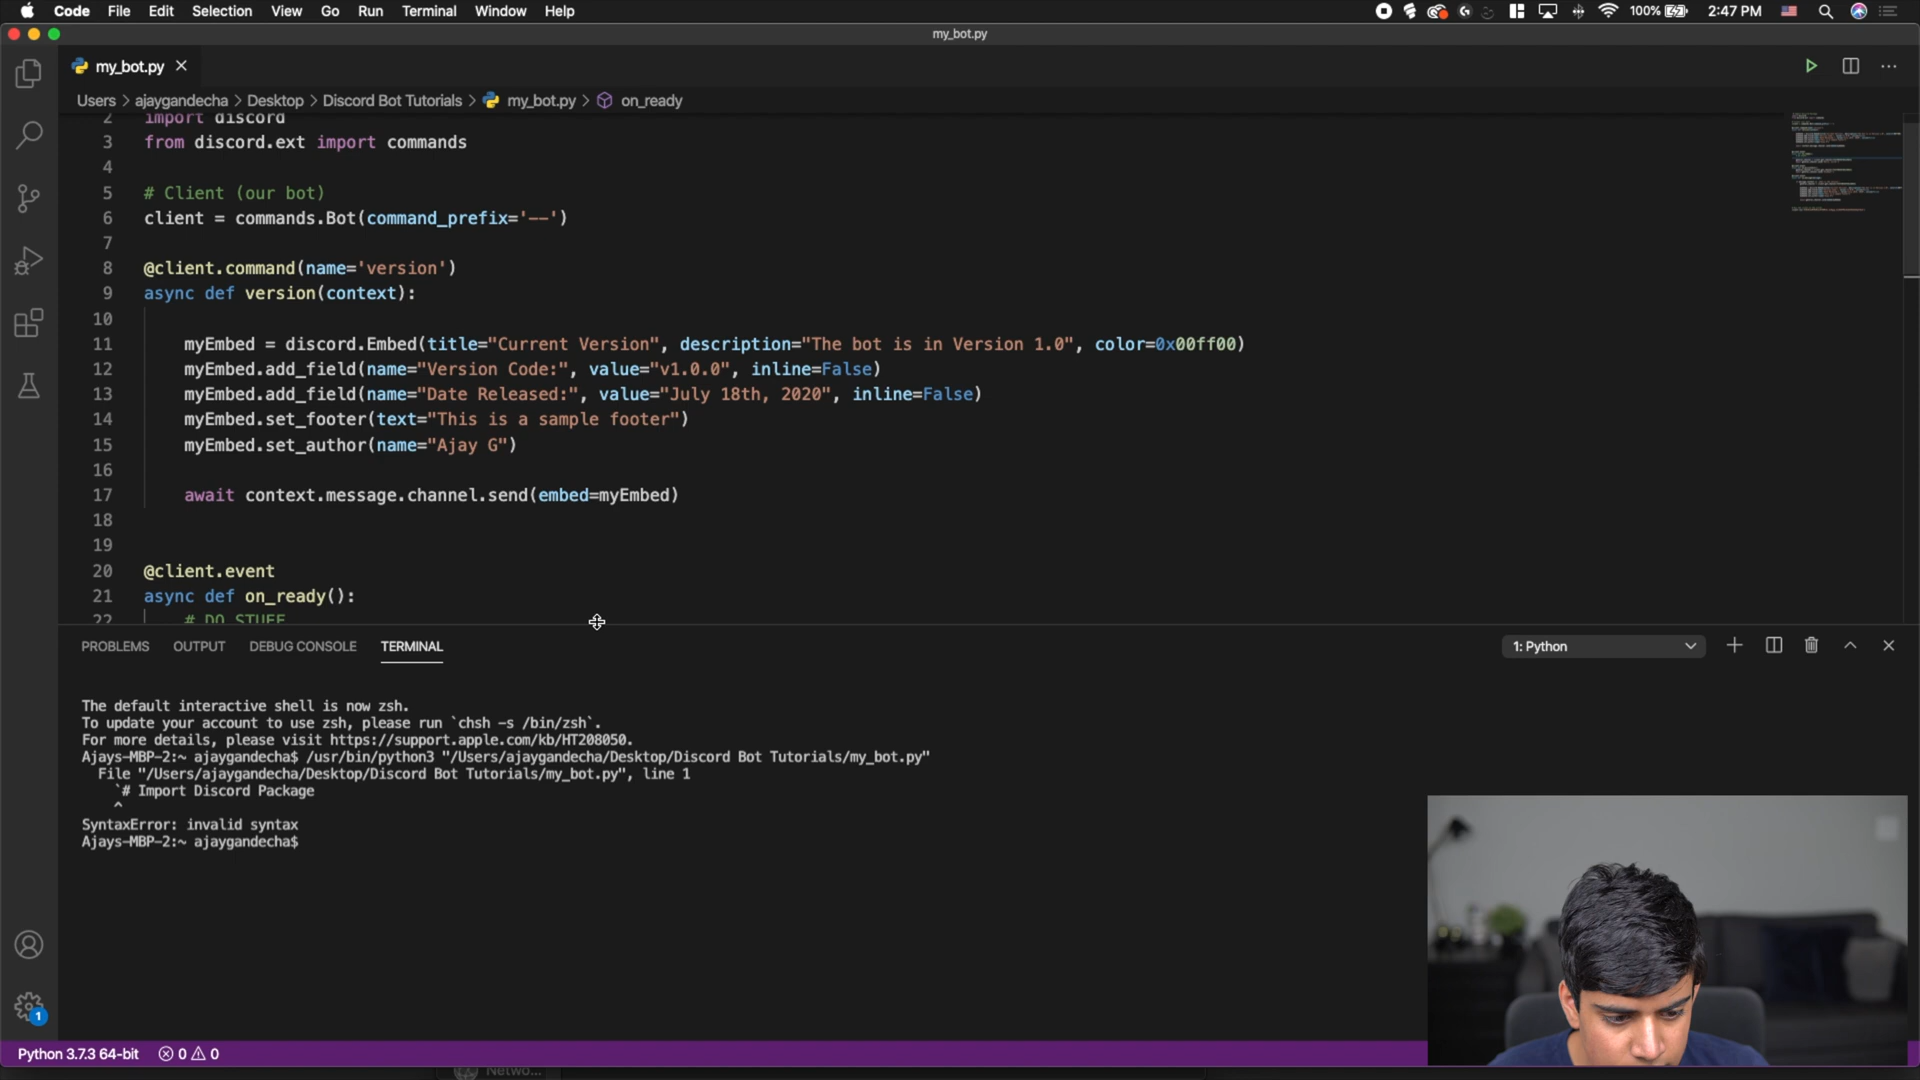 Code File Edit Selection View Go Run Terminal Window Help 100% 2:47 PM
my_bot.py
my_bot.py
Users > ajaygandecha > Desktop > Discord Bot Tutorials > my_bot.py > on_ready
2 import discord
3 from discord.ext import commands
4
5 # Client (our bot)
6 client = commands.Bot(command_prefix='--')
7
8 @client.command(name='version')
9 async def version(context):
10
11 myEmbed = discord.Embed(title="Current Version", description="The bot is in Version 1.0", color=0x00ff00)
12 myEmbed.add_field(name="Version Code:", value="v1.0.0", inline=False)
13 myEmbed.add_field(name="Date Released:", value="July 18th, 2020", inline=False)
14 myEmbed.set_footer(text="This is a sample footer")
15 myEmbed.set_author(name="Ajay G")
16
17 await context.message.channel.send(embed=myEmbed)
18
19
20 @client.event
21 async def on_ready():
22 # DO STUFF
PROBLEMS OUTPUT DEBUG CONSOLE TERMINAL 1: Python
The default interactive shell is now zsh.
To update your account to use zsh, please run `chsh -s /bin/zsh`.
For more details, please visit https://support.apple.com/kb/HT208050.
Ajays-MBP-2:~ ajaygandecha$ /usr/bin/python3 "/Users/ajaygandecha/Desktop/Discord Bot Tutorials/my_bot.py"
File "/Users/ajaygandecha/Desktop/Discord Bot Tutorials/my_bot.py", line 1
`# Import Discord Package
^
SyntaxError: invalid syntax
Ajays-MBP-2:~ ajaygandecha$
1
Python 3.7.3 64-bit 0 0
Netwo...